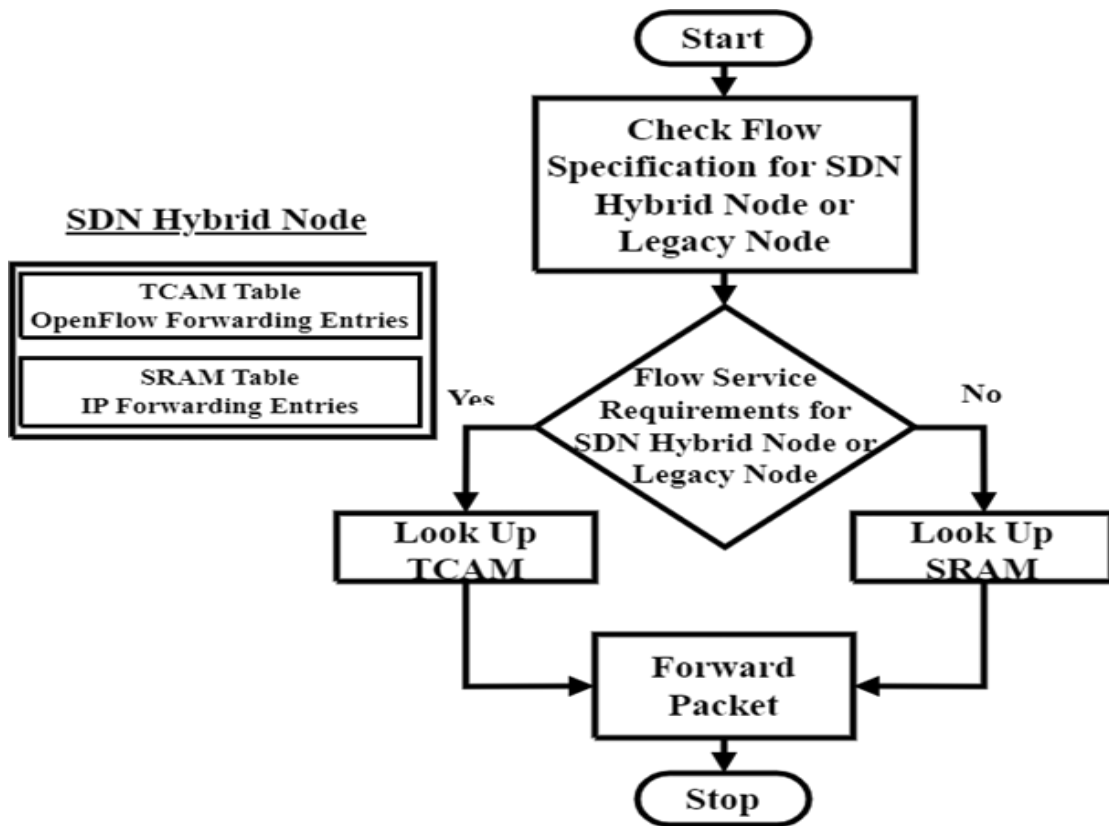 Start
Check Flow
Specification for SDN
Hybrid Node or
Legacy Node
SDN Hybrid Node
TCAM Table
OpenFlow Forwarding Entries
SRAM Table
IP Forwarding Entries
Flow Service
Requirements for
SDN Hybrid Node or
Legacy Node
Yes
No
Look Up
TCAM
Look Up
SRAM
Forward
Packet
Stop